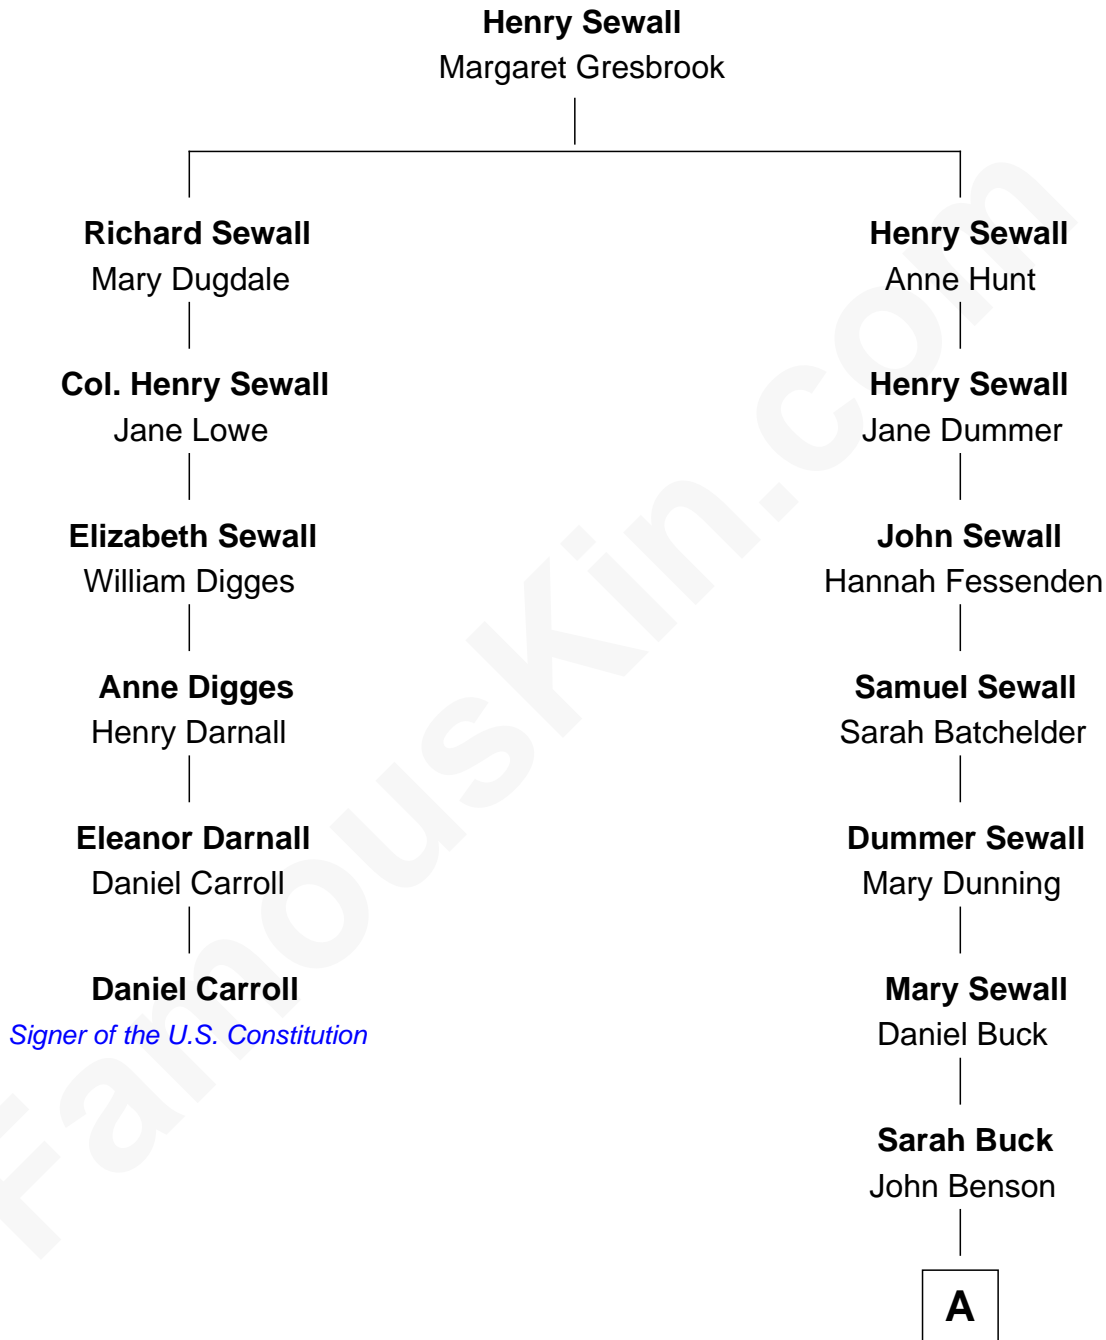 Henry Sewall
Margaret Gresbrook
Richard Sewall
Mary Dugdale
Henry Sewall
Anne Hunt
Col. Henry Sewall
Jane Lowe
Henry Sewall
Jane Dummer
Elizabeth Sewall
William Digges
John Sewall
Hannah Fessenden
Anne Digges
Henry Darnall
Samuel Sewall
Sarah Batchelder
Eleanor Darnall
Daniel Carroll
Dummer Sewall
Mary Dunning
Daniel Carroll
Signer of the U.S. Constitution
Mary Sewall
Daniel Buck
Sarah Buck
John Benson
A
FamousKin.com